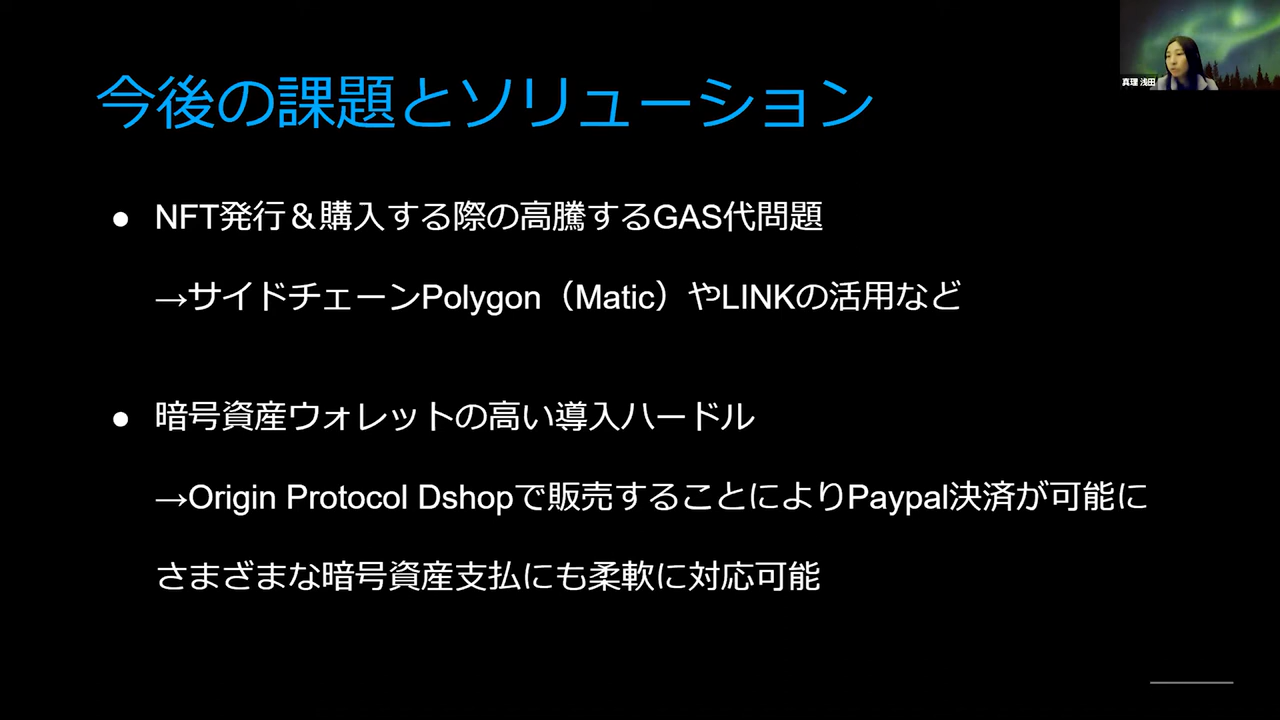 今後の課題とソリューション
真理 浅田
● NFT発行＆購入する際の高騰するGAS代問題
→サイドチェーンPolygon（Matic）やLINKの活用など
● 暗号資産ウォレットの高い導入ハードル
→Origin Protocol Dshopで販売することによりPaypal決済が可能に
さまざまな暗号資産支払にも柔軟に対応可能